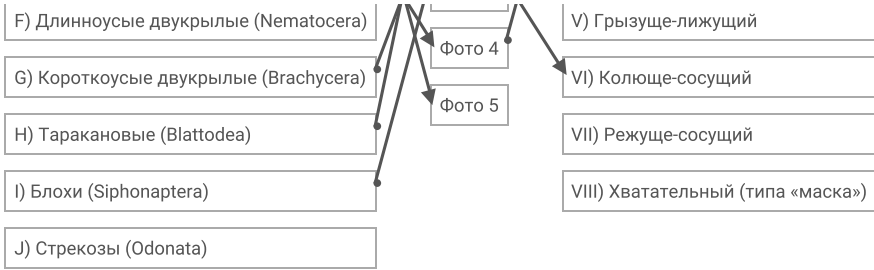 F) Длинноусые двукрылые (Nematocera)
G) Короткоусые двукрылые (Brachycera)
H) Таракановые (Blattodea)
I) Блохи (Siphonaptera)
J) Стрекозы (Odonata)
Фото 4
Фото 5
V) Грызуще-лижущий
VI) Колюще-сосущий
VII) Режуще-сосущий
VIII) Хватательный (типа «маска»)